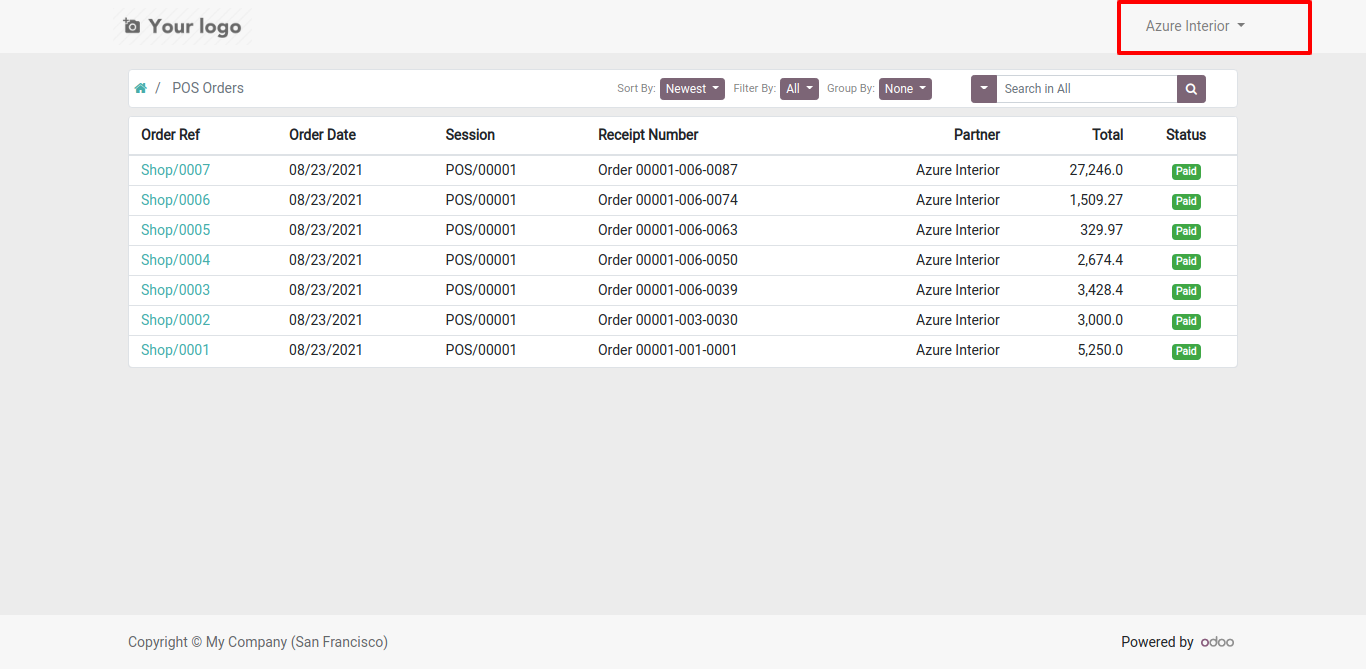 Your logo Azure Interior
/ POS Orders Sort By: Newest Filter By: All Group By: None Search in All
Order Ref Order Date Session Receipt Number Partner Total Status
Shop/0007 08/23/2021 POS/00001 Order 00001-006-0087 Azure Interior 27,246.0 Paid
Shop/0006 08/23/2021 POS/00001 Order 00001-006-0074 Azure Interior 1,509.27 Paid
Shop/0005 08/23/2021 POS/00001 Order 00001-006-0063 Azure Interior 329.97 Paid
Shop/0004 08/23/2021 POS/00001 Order 00001-006-0050 Azure Interior 2,674.4 Paid
Shop/0003 08/23/2021 POS/00001 Order 00001-006-0039 Azure Interior 3,428.4 Paid
Shop/0002 08/23/2021 POS/00001 Order 00001-003-0030 Azure Interior 3,000.0 Paid
Shop/0001 08/23/2021 POS/00001 Order 00001-001-0001 Azure Interior 5,250.0 Paid
Copyright © My Company (San Francisco) Powered by odoo